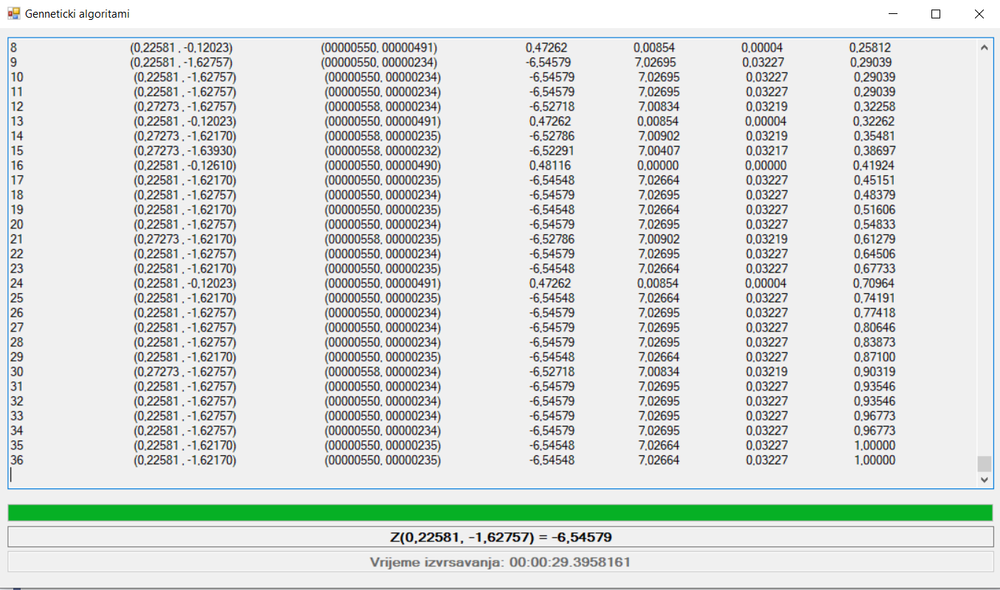 Genneticki algoritami
8 (0,22581 , -0,12023) (00000550, 00000491) 0,47262 0,00854 0,00004 0,25812
9 (0,22581 , -1,62757) (00000550, 00000234) -6,54579 7,02695 0,03227 0,29039
10 (0,22581 , -1,62757) (00000550, 00000234) -6,54579 7,02695 0,03227 0,29039
11 (0,22581 , -1,62757) (00000550, 00000234) -6,54579 7,02695 0,03227 0,29039
12 (0,27273 , -1,62757) (00000558, 00000234) -6,52718 7,00834 0,03219 0,32258
13 (0,22581 , -0,12023) (00000550, 00000491) 0,47262 0,00854 0,00004 0,32262
14 (0,27273 , -1,62170) (00000558, 00000235) -6,52786 7,00902 0,03219 0,35481
15 (0,27273 , -1,63930) (00000558, 00000232) -6,52291 7,00407 0,03217 0,38697
16 (0,22581 , -0,12610) (00000550, 00000490) 0,48116 0,00000 0,00000 0,41924
17 (0,22581 , -1,62170) (00000550, 00000235) -6,54548 7,02664 0,03227 0,45151
18 (0,22581 , -1,62757) (00000550, 00000234) -6,54579 7,02695 0,03227 0,48379
19 (0,22581 , -1,62170) (00000550, 00000235) -6,54548 7,02664 0,03227 0,51606
20 (0,22581 , -1,62757) (00000550, 00000234) -6,54579 7,02695 0,03227 0,54833
21 (0,27273 , -1,62170) (00000558, 00000235) -6,52786 7,00902 0,03219 0,61279
22 (0,22581 , -1,62757) (00000550, 00000234) -6,54579 7,02695 0,03227 0,64506
23 (0,22581 , -1,62170) (00000550, 00000235) -6,54548 7,02664 0,03227 0,67733
24 (0,22581 , -0,12023) (00000550, 00000491) 0,47262 0,00854 0,00004 0,70964
25 (0,22581 , -1,62170) (00000550, 00000235) -6,54548 7,02664 0,03227 0,74191
26 (0,22581 , -1,62757) (00000550, 00000234) -6,54579 7,02695 0,03227 0,77418
27 (0,22581 , -1,62757) (00000550, 00000234) -6,54579 7,02695 0,03227 0,80646
28 (0,22581 , -1,62757) (00000550, 00000234) -6,54579 7,02695 0,03227 0,83873
29 (0,22581 , -1,62170) (00000550, 00000235) -6,54548 7,02664 0,03227 0,87100
30 (0,27273 , -1,62757) (00000558, 00000234) -6,52718 7,00834 0,03219 0,90319
31 (0,22581 , -1,62757) (00000550, 00000234) -6,54579 7,02695 0,03227 0,93546
32 (0,22581 , -1,62757) (00000550, 00000234) -6,54579 7,02695 0,03227 0,93546
33 (0,22581 , -1,62757) (00000550, 00000234) -6,54579 7,02695 0,03227 0,96773
34 (0,22581 , -1,62757) (00000550, 00000234) -6,54579 7,02695 0,03227 0,96773
35 (0,22581 , -1,62170) (00000550, 00000235) -6,54548 7,02664 0,03227 1,00000
36 (0,22581 , -1,62170) (00000550, 00000235) -6,54548 7,02664 0,03227 1,00000
Z(0,22581, -1,62757) = -6,54579
Vrijeme izvrsavanja: 00:00:29.3958161